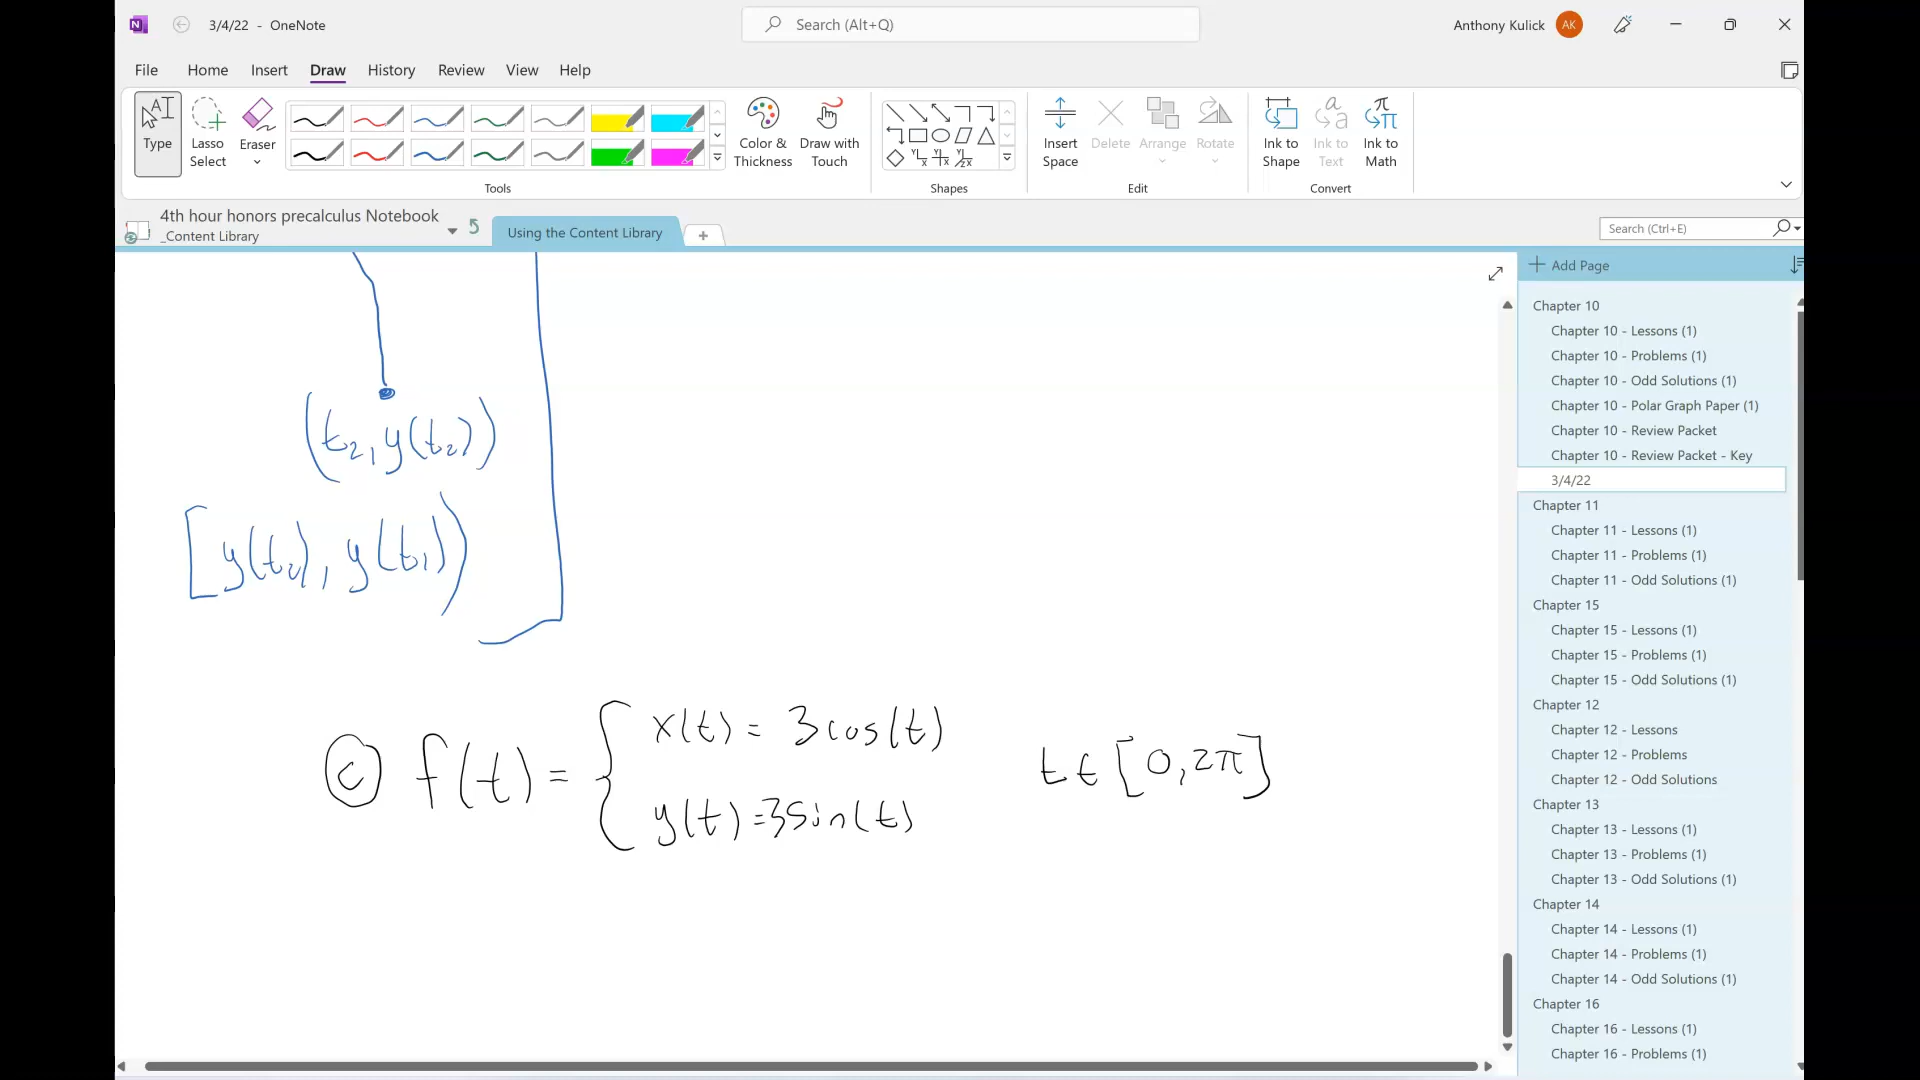 3/4/22 - OneNote
Search (Alt+Q)
Anthony Kulick
AK
File Home Insert Draw History Review View Help
Type
Lasso Select
Eraser
Color & Thickness
Draw with Touch
Insert Space
Delete
Arrange
Rotate
Ink to Shape
Ink to Text
Ink to Math
Tools
Shapes
Edit
Convert
4th hour honors precalculus Notebook
_Content Library
Using the Content Library
Search (Ctrl+E)
Add Page
(t₂, y(t₂))
[y(t₂), y(t₁))
ⓒ f(t) = {
x(t) = 3cos(t)
y(t) = 3sin(t)
t ∈ [0, 2π]
Chapter 10
Chapter 10 - Lessons (1)
Chapter 10 - Problems (1)
Chapter 10 - Odd Solutions (1)
Chapter 10 - Polar Graph Paper (1)
Chapter 10 - Review Packet
Chapter 10 - Review Packet - Key
3/4/22
Chapter 11
Chapter 11 - Lessons (1)
Chapter 11 - Problems (1)
Chapter 11 - Odd Solutions (1)
Chapter 15
Chapter 15 - Lessons (1)
Chapter 15 - Problems (1)
Chapter 15 - Odd Solutions (1)
Chapter 12
Chapter 12 - Lessons
Chapter 12 - Problems
Chapter 12 - Odd Solutions
Chapter 13
Chapter 13 - Lessons (1)
Chapter 13 - Problems (1)
Chapter 13 - Odd Solutions (1)
Chapter 14
Chapter 14 - Lessons (1)
Chapter 14 - Problems (1)
Chapter 14 - Odd Solutions (1)
Chapter 16
Chapter 16 - Lessons (1)
Chapter 16 - Problems (1)